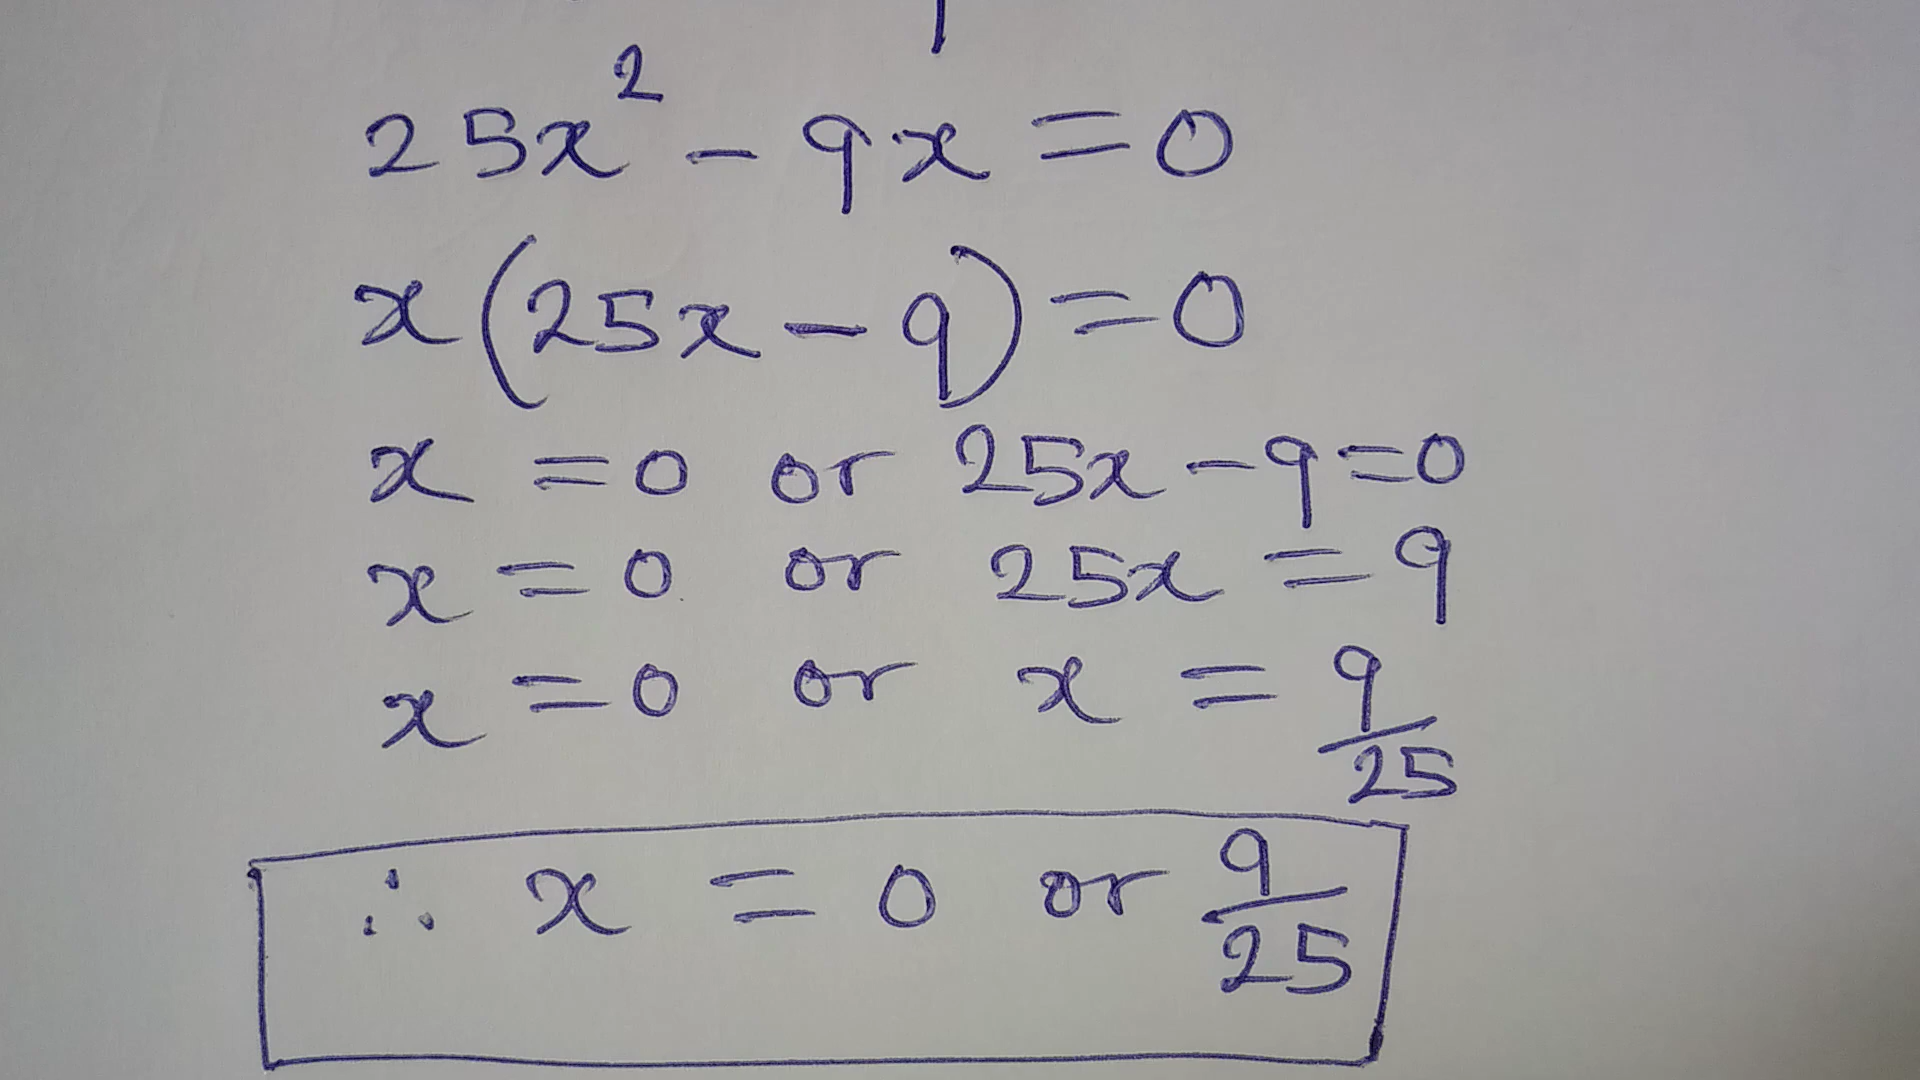 25x² - 9x = 0
x(25x - 9) = 0
x = 0 or 25x - 9 = 0
x = 0 or 25x = 9
x = 0 or x = 9/25
∴ x = 0 or 9/25